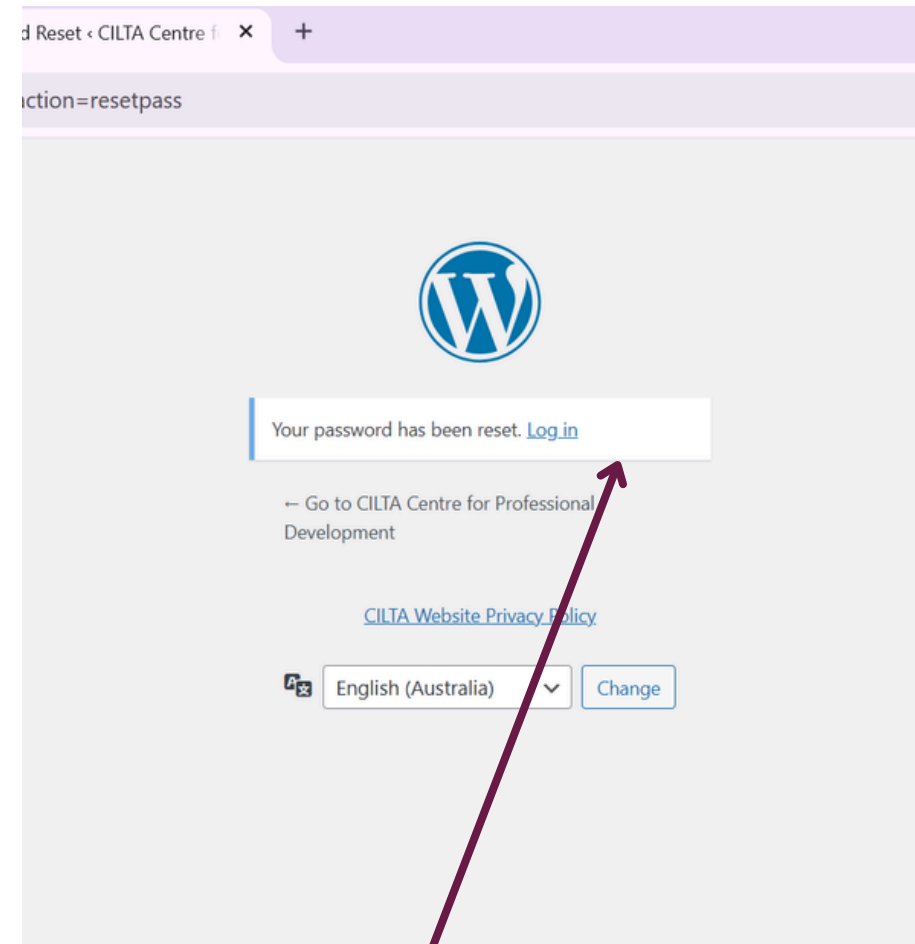 d Reset ‹ CILTA Centre f
ction=resetpass
Your password has been reset. Log in
← Go to CILTA Centre for Professional
Development
CILTA Website Privacy Policy
English (Australia)
Change